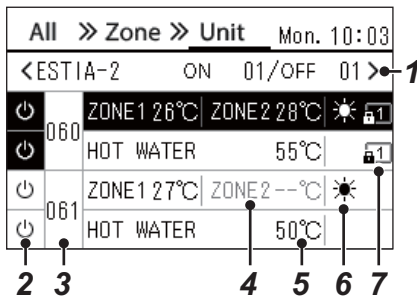 All » Zone » Unit Mon. 10:03
<ESTIA-2 ON 01/OFF 01> 1
060 ZONE1 26℃ ZONE2 28℃ 1
HOT WATER 55℃ 1
061 ZONE1 27℃ ZONE2 --℃
HOT WATER 50℃
2 3 4 5 6 7